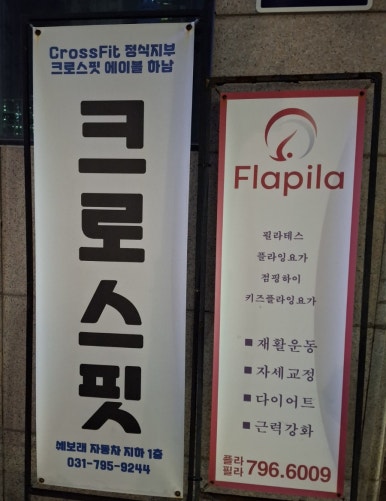 CrossFit 정식지부
크로스핏 에이블 하남
크로스핏
쉐보레 자동차 지하 1층
031-795-9244
Flapila
필라테스
플라잉요가
점핑하이
키즈플라잉요가
■ 재활운동
■ 자세교정
■ 다이어트
■ 근력강화
플라
필라 796.6009